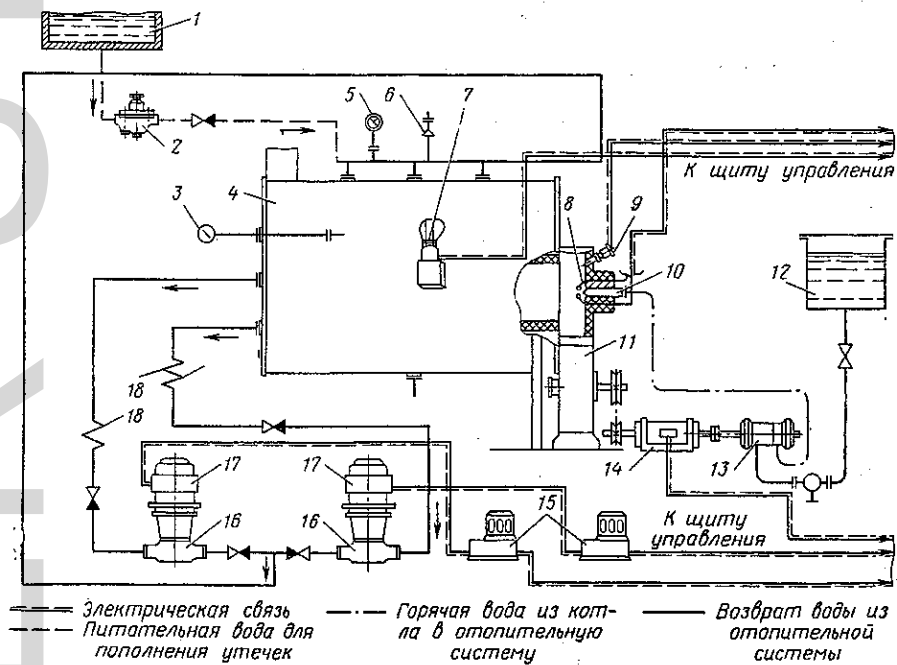 1
2
3
4
5
6
7
8
9
10
11
12
13
14
15
16
16
17
17
18
18
К щиту управления
К щиту
управления
Электрическая связь
Питательная вода для
пополнения утечек
Горячая вода из кот-
ла в отопительную
систему
Возврат воды из
отопительной
системы